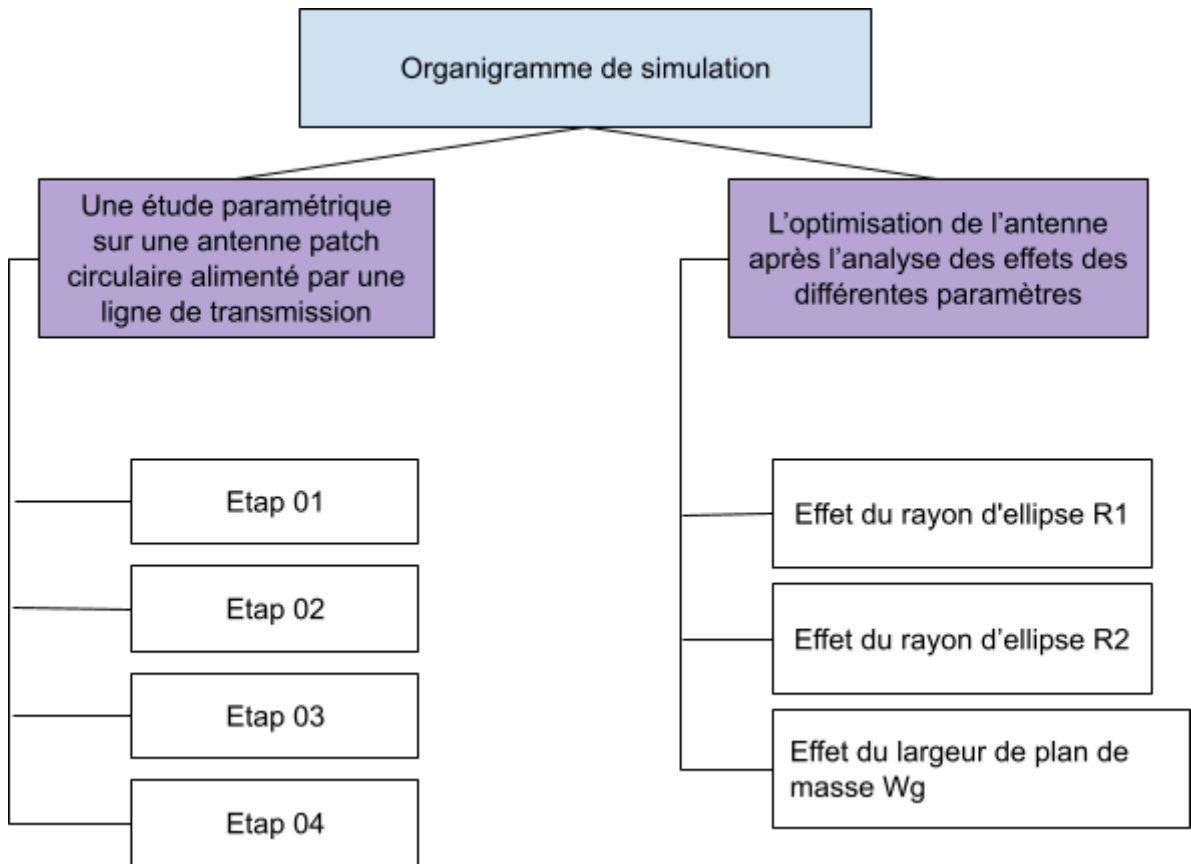 Organigramme de simulation
Une étude paramétrique
sur une antenne patch
circulaire alimenté par une
ligne de transmission
Etap 01
Etap 02
Etap 03
Etap 04
L’optimisation de l’antenne
après l’analyse des effets des
différentes paramètres
Effet du rayon d'ellipse R1
Effet du rayon d’ellipse R2
Effet du largeur de plan de
masse Wg